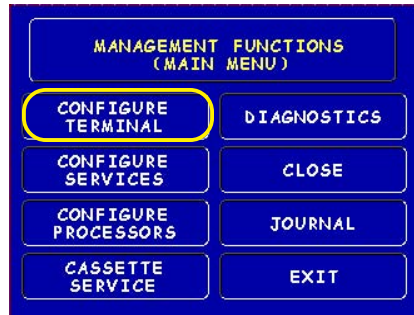 MANAGEMENT FUNCTIONS
(MAIN MENU)
CONFIGURE
TERMINAL
DIAGNOSTICS
CONFIGURE
SERVICES
CLOSE
CONFIGURE
PROCESSORS
JOURNAL
CASSETTE
SERVICE
EXIT